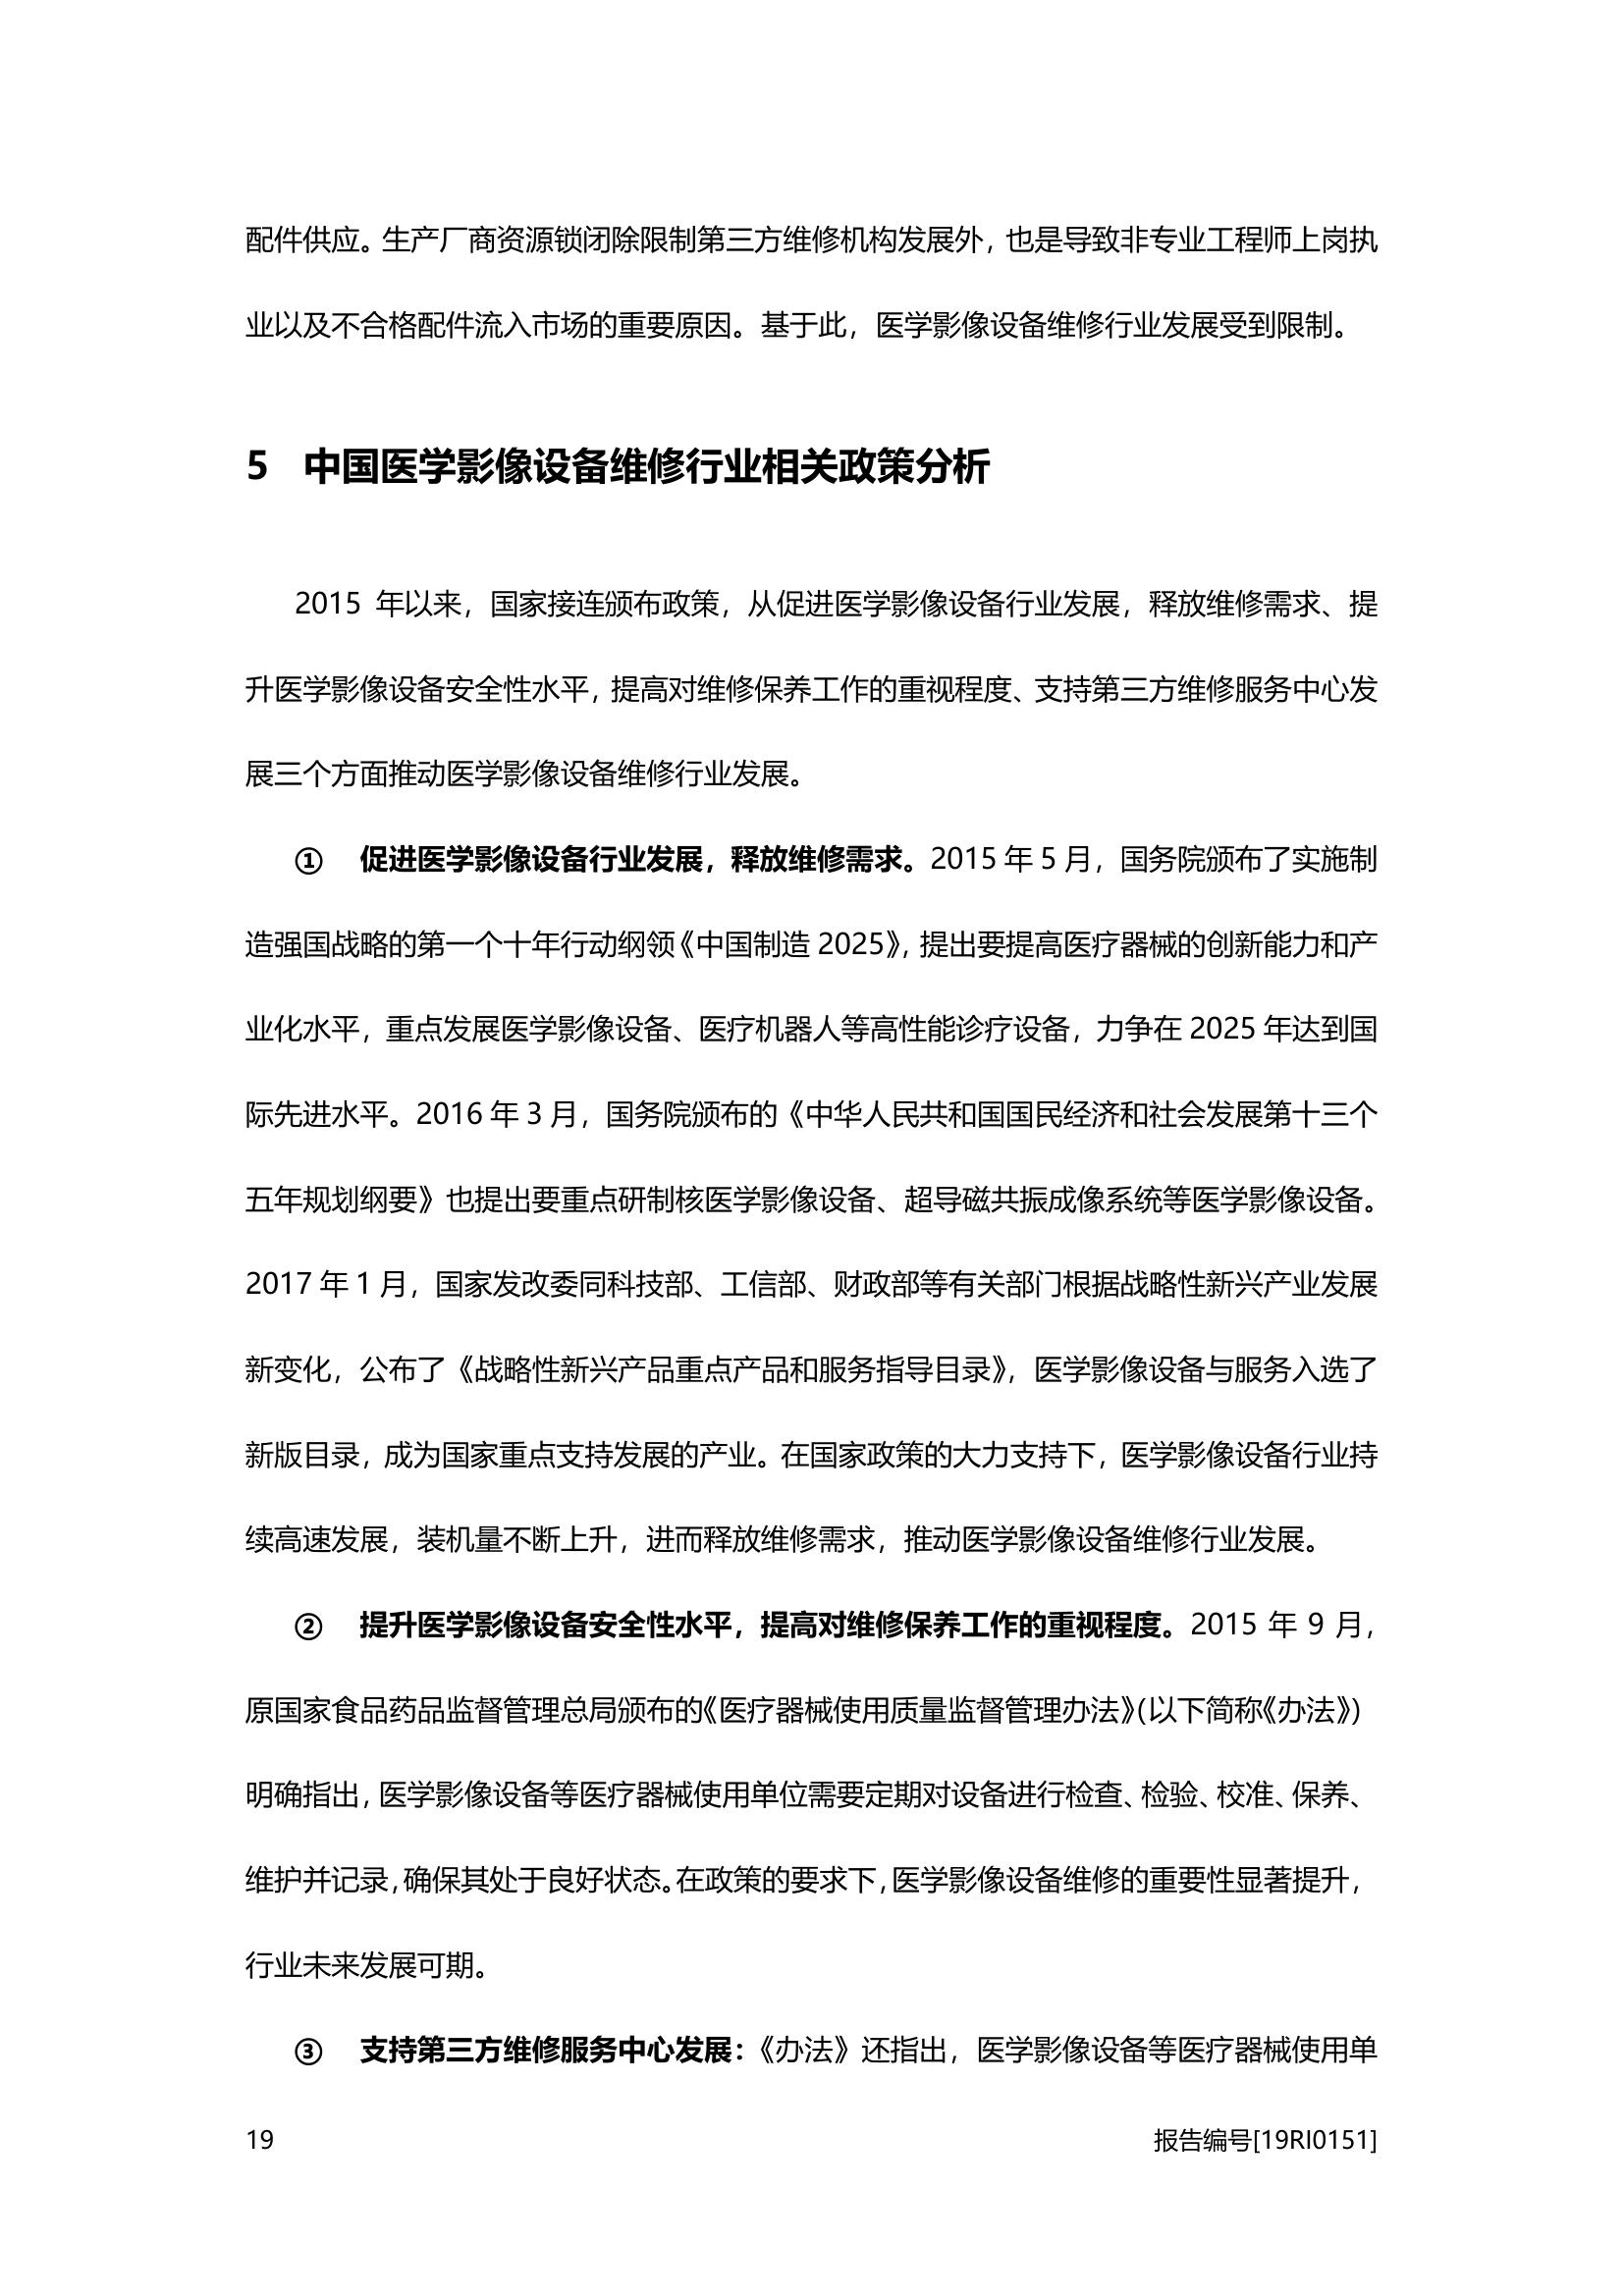 配件供应。生产厂商资源锁闭除限制第三方维修机构发展外，也是导致非专业工程师上岗执
业以及不合格配件流入市场的重要原因。基于此，医学影像设备维修行业发展受到限制。
5 中国医学影像设备维修行业相关政策分析
2015 年以来，国家接连颁布政策，从促进医学影像设备行业发展，释放维修需求、提
升医学影像设备安全性水平，提高对维修保养工作的重视程度、支持第三方维修服务中心发
展三个方面推动医学影像设备维修行业发展。
① 促进医学影像设备行业发展，释放维修需求。2015 年 5 月，国务院颁布了实施制
造强国战略的第一个十年行动纲领《中国制造 2025》，提出要提高医疗器械的创新能力和产
业化水平，重点发展医学影像设备、医疗机器人等高性能诊疗设备，力争在 2025 年达到国
际先进水平。2016 年 3 月，国务院颁布的《中华人民共和国国民经济和社会发展第十三个
五年规划纲要》也提出要重点研制核医学影像设备、超导磁共振成像系统等医学影像设备。
2017 年 1 月，国家发改委同科技部、工信部、财政部等有关部门根据战略性新兴产业发展
新变化，公布了《战略性新兴产品重点产品和服务指导目录》，医学影像设备与服务入选了
新版目录，成为国家重点支持发展的产业。在国家政策的大力支持下，医学影像设备行业持
续高速发展，装机量不断上升，进而释放维修需求，推动医学影像设备维修行业发展。
② 提升医学影像设备安全性水平，提高对维修保养工作的重视程度。2015 年 9 月，
原国家食品药品监督管理总局颁布的《医疗器械使用质量监督管理办法》（以下简称《办法》）
明确指出，医学影像设备等医疗器械使用单位需要定期对设备进行检查、检验、校准、保养、
维护并记录，确保其处于良好状态。在政策的要求下，医学影像设备维修的重要性显著提升，
行业未来发展可期。
③ 支持第三方维修服务中心发展：《办法》还指出，医学影像设备等医疗器械使用单
19
报告编号[19RI0151]